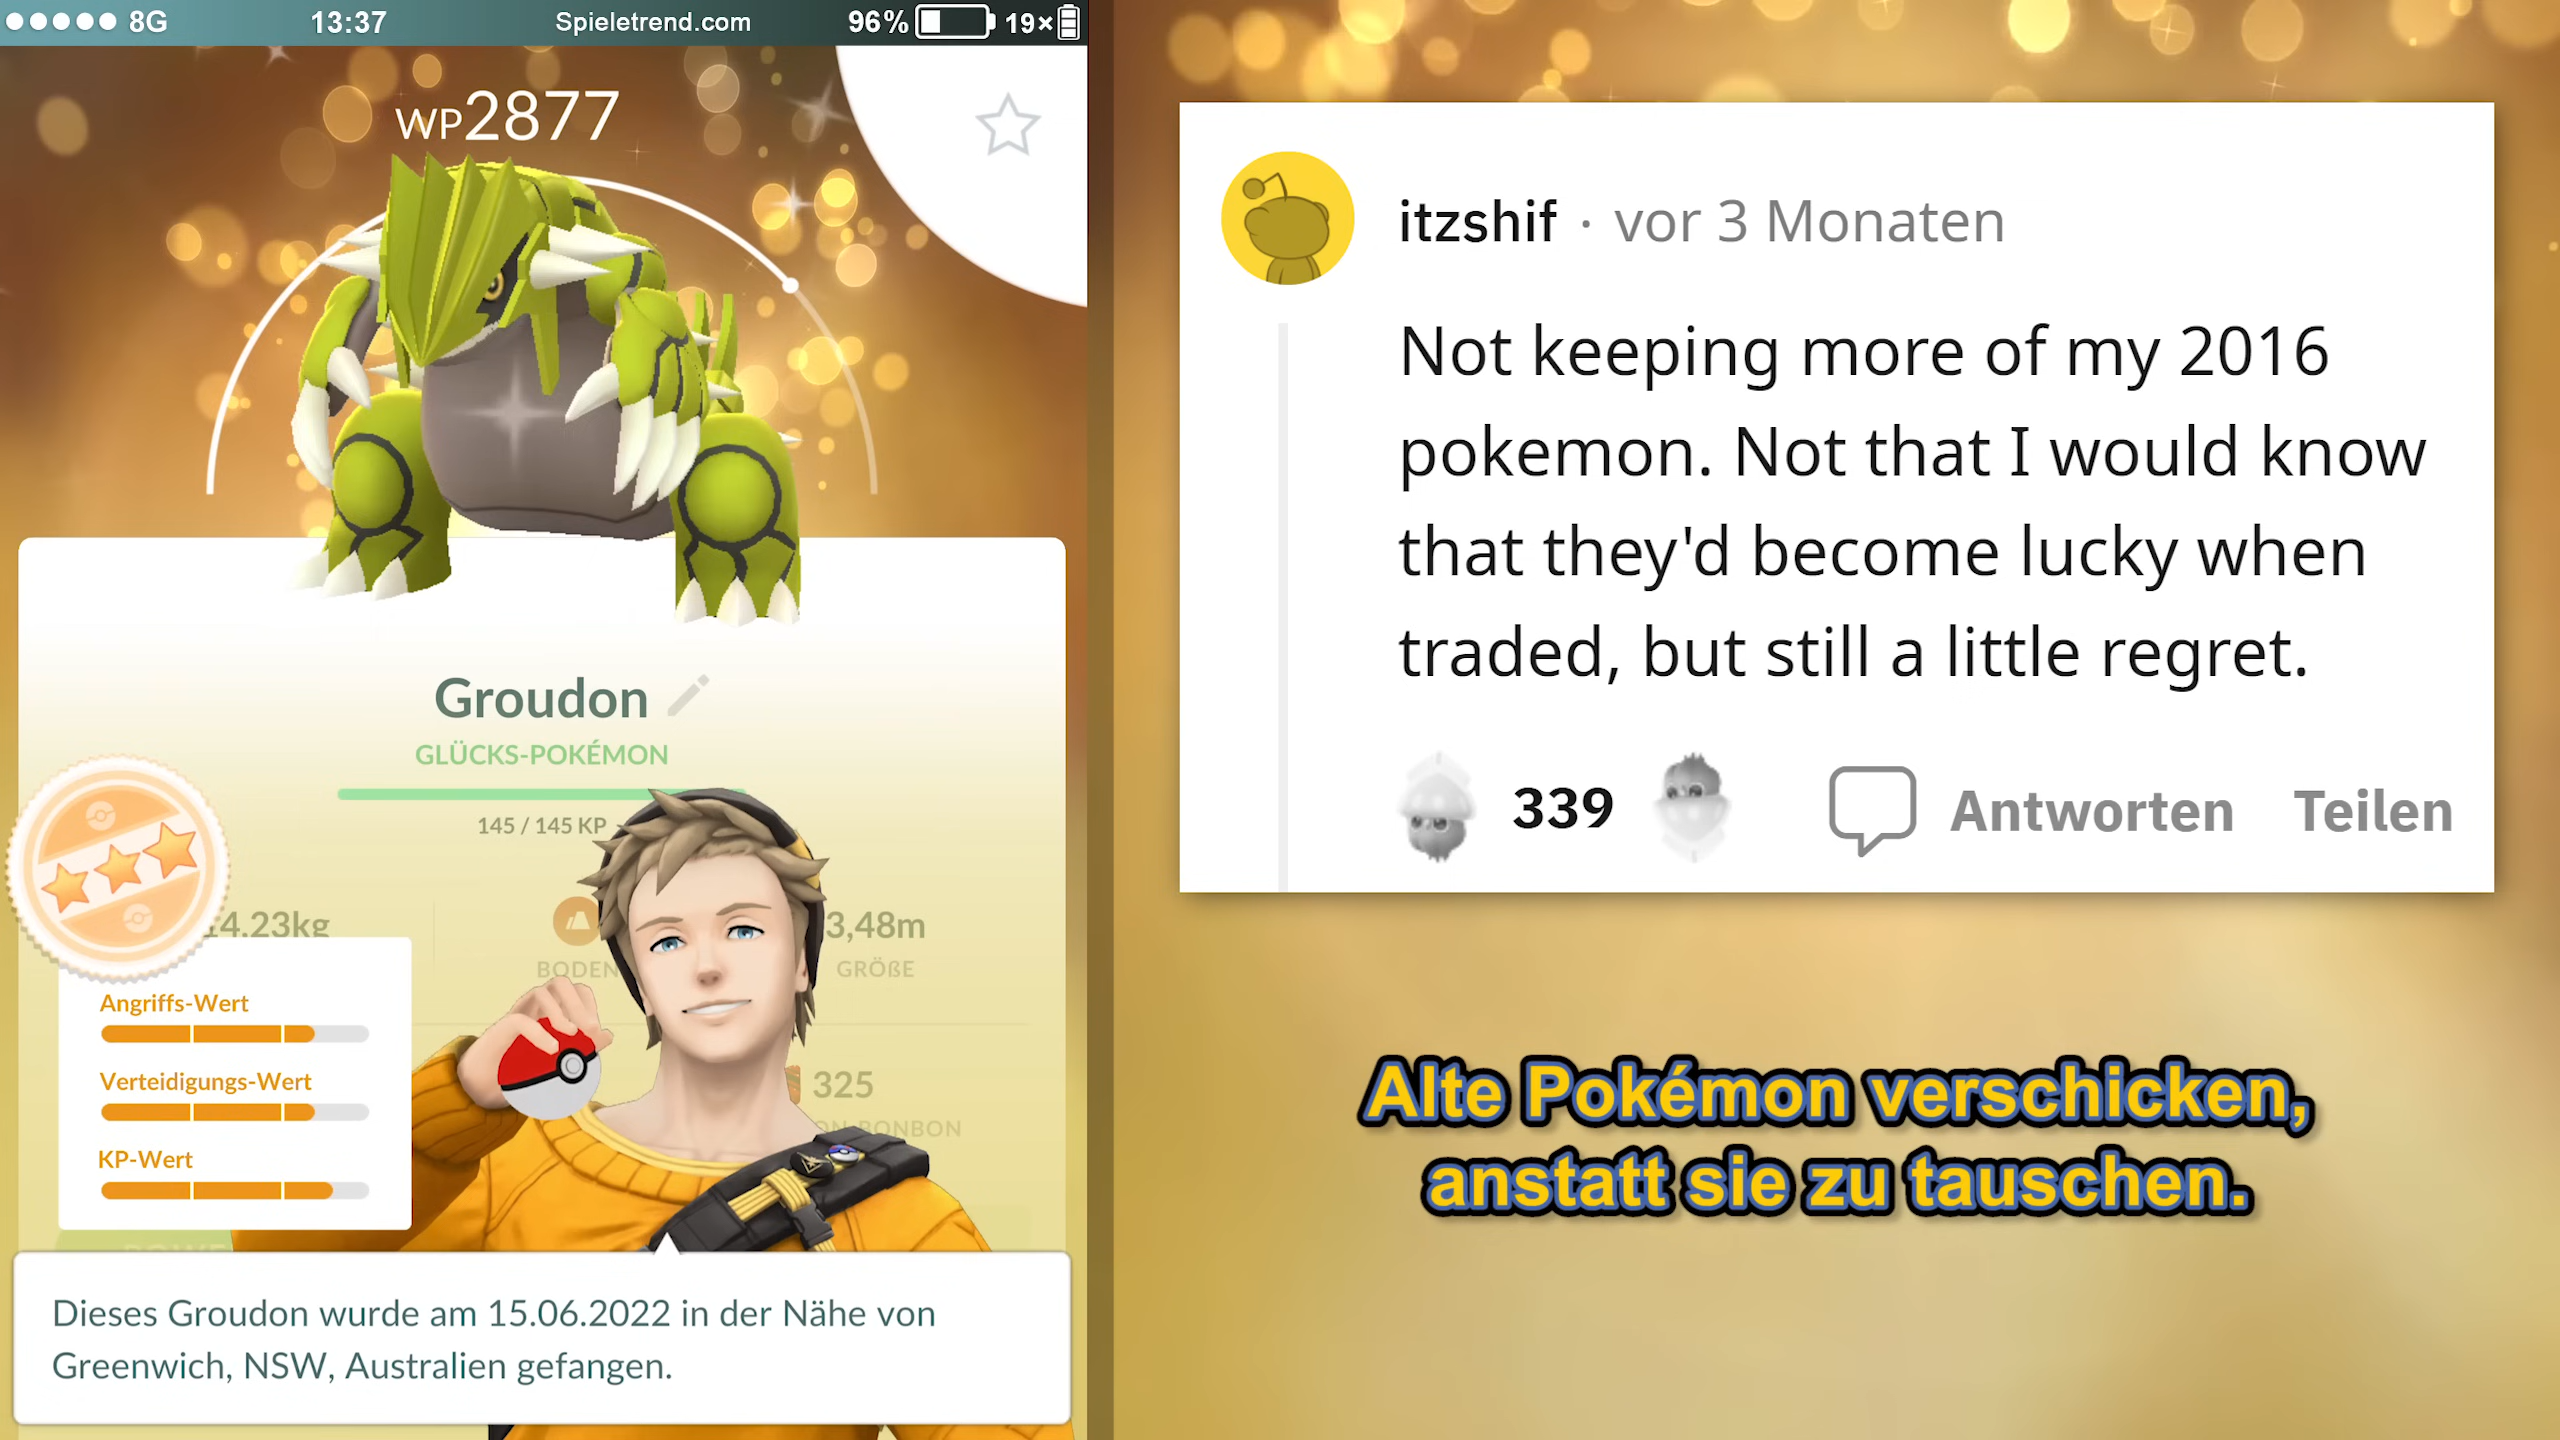 8G 13:37 Spieletrend.com 96% 19×
WP2877
Groudon
GLÜCKS-POKÉMON
145 / 145 KP
4.23kg
BODEN
3,48m
GRÖßE
325
BONBON
Angriffs-Wert
Verteidigungs-Wert
KP-Wert
Dieses Groudon wurde am 15.06.2022 in der Nähe von
Greenwich, NSW, Australien gefangen.
itzshif · vor 3 Monaten
Not keeping more of my 2016
pokemon. Not that I would know
that they'd become lucky when
traded, but still a little regret.
339 Antworten Teilen
Alte Pokémon verschicken,
anstatt sie zu tauschen.